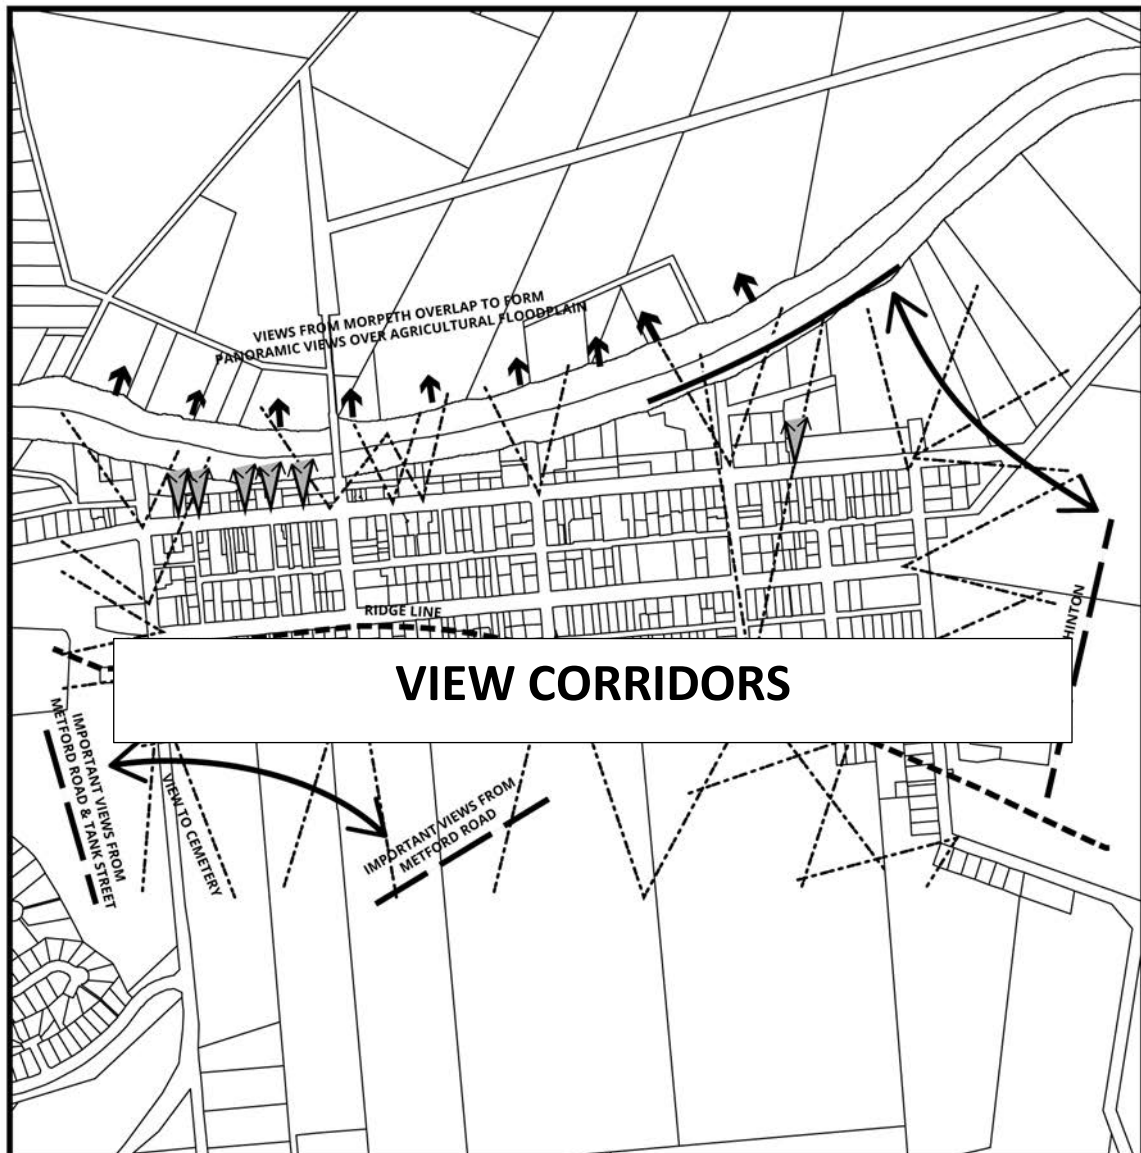 VIEWS FROM MORPETH OVERLAP TO FORM
PANORAMIC VIEWS OVER AGRICULTURAL FLOODPLAIN
RIDGE LINE
HINTON
VIEW CORRIDORS
IMPORTANT VIEWS FROM
METFORD ROAD & TANK STREET
VIEW TO CEMETERY
IMPORTANT VIEWS FROM
METFORD ROAD